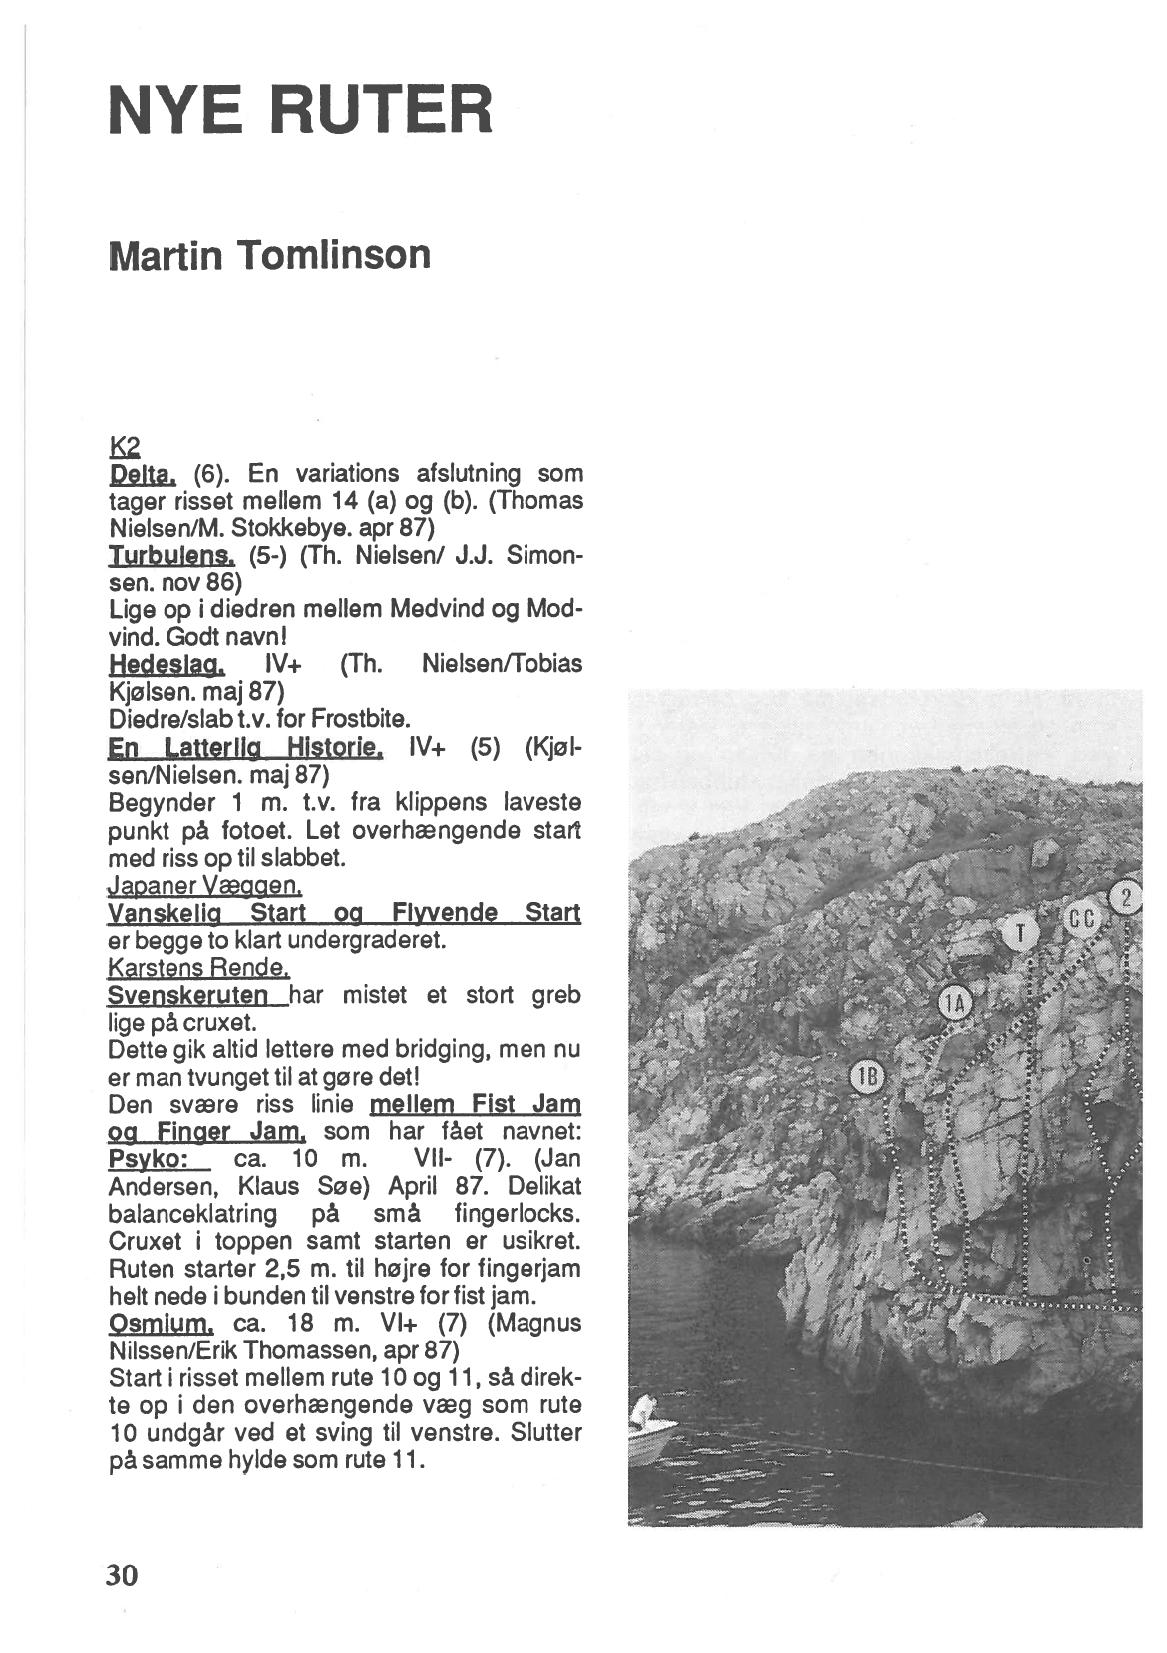 NYE RUTER
Martin Tomlinson
K2
Delta. (6). En variations afslutning som
tager risset mellem 14 (a) og (b). (Thomas
Nielsen/M. Stokkebye. apr 87)
Turbulens. (5-) (Th. Nielsen/ J.J. Simon-
sen. nov 86)
Lige op i diedren mellem Medvind og Mod-
vind. Godt navn!
Hedeslag. IV+ (Th. Nielsen/Tobias
Kjølsen. maj 87)
Diedre/slab t.v. for Frostbite.
En Latterlig Historie. IV+ (5) (Kjøl-
sen/Nielsen. maj 87)
Begynder 1 m. t.v. fra klippens laveste
punkt på fotoet. Let overhængende start
med riss op til slabbet.
Japaner Væggen.
Vanskelig Start og Flyvende Start
er begge to klart undergraderet.
Karstens Rende.
Svenskeruten har mistet et stort greb
lige på cruxet.
Dette gik altid lettere med bridging, men nu
er man tvunget til at gøre det!
Den svære riss linie mellem Fist Jam
og Finger Jam. som har fået navnet:
Psyko: ca. 10 m. VII- (7). (Jan
Andersen, Klaus Søe) April 87. Delikat
balanceklatring på små fingerlocks.
Cruxet i toppen samt starten er usikret.
Ruten starter 2,5 m. til højre for fingerjam
helt nede i bunden til venstre for fist jam.
Osmium. ca. 18 m. VI+ (7) (Magnus
Nilssen/Erik Thomassen, apr 87)
Start i risset mellem rute 10 og 11, så direk-
te op i den overhængende væg som rute
10 undgår ved et sving til venstre. Slutter
på samme hylde som rute 11.
2
CC
T
1A
1B
30